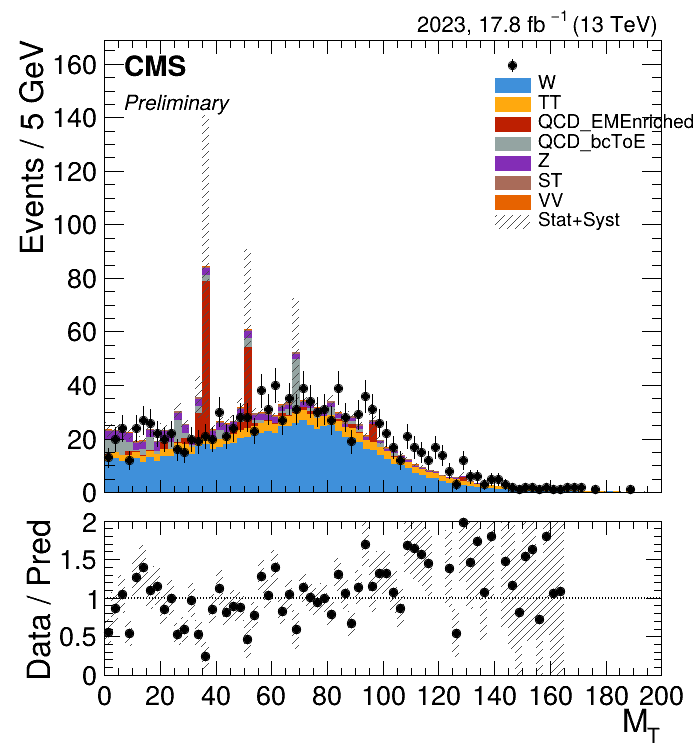 2023, 17.8 fb⁻¹ (13 TeV)
Events / 5 GeV
160
140
120
100
80
60
40
20
0
CMS
Preliminary
W
TT
QCD_EMEnriched
QCD_bcToE
Z
ST
VV
Stat+Syst
Data / Pred
2
1.5
1
0.5
0
0 20 40 60 80 100 120 140 160 180 200
M_T